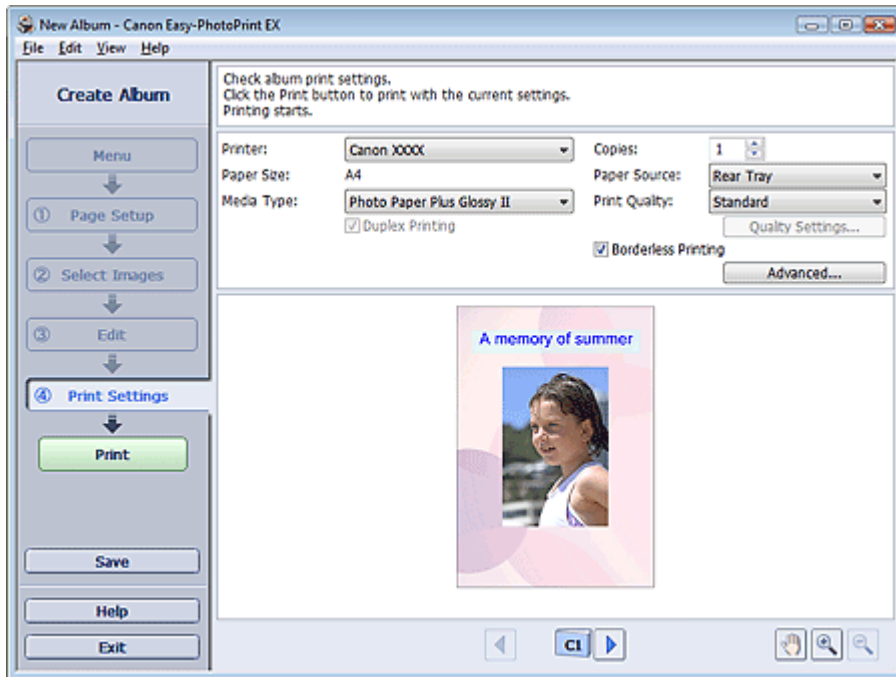 New Album - Canon Easy-PhotoPrint EX
File Edit View Help
Create Album
Menu
① Page Setup
② Select Images
③ Edit
④ Print Settings
Print
Save
Help
Exit
Check album print settings.
Click the Print button to print with the current settings.
Printing starts.
Printer: Canon XXXX
Copies: 1
Paper Size: A4
Paper Source: Rear Tray
Media Type: Photo Paper Plus Glossy II
Print Quality: Standard
Duplex Printing
Quality Settings...
Borderless Printing
Advanced...
A memory of summer
C1